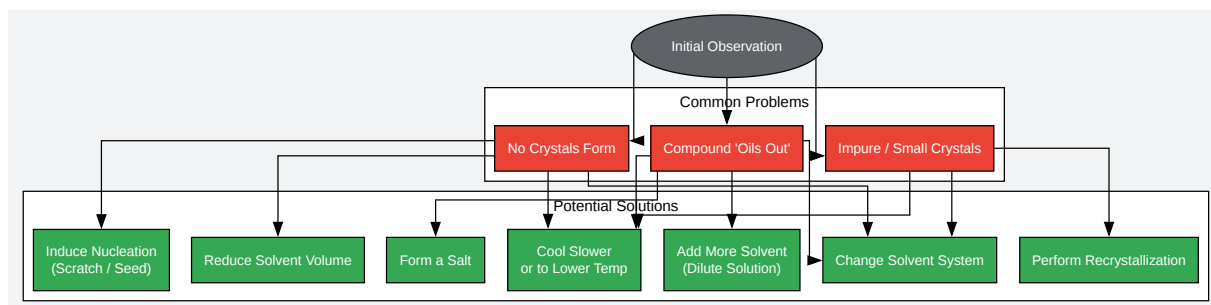 Initial Observation
Common Problems
No Crystals Form
Compound 'Oils Out'
Impure / Small Crystals
Potential Solutions
Induce Nucleation
(Scratch / Seed)
Reduce Solvent Volume
Form a Salt
Cool Slower
or to Lower Temp
Add More Solvent
(Dilute Solution)
Change Solvent System
Perform Recrystallization